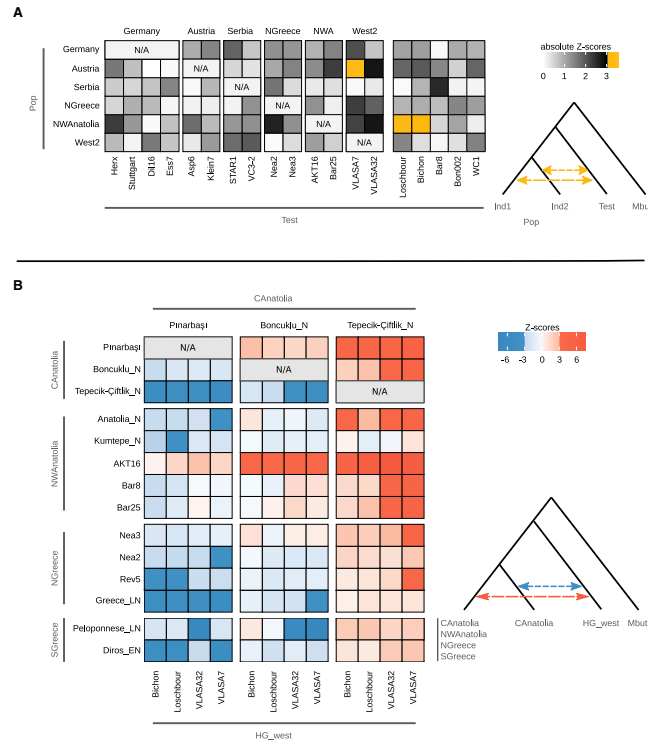 A
Germany Austria Serbia NGreece NWA West2
Germany
Austria
Serbia
NGreece
NWAnatolia
West2
Pop
N/A
N/A
N/A
N/A
N/A
N/A
Herx Stuttgart Dil16 Ess7 Asp6 Klein7 STAR1 VC3-2 Nea2 Nea3 AKT16 Bar25 VLASA7 VLASA32 Loschbour Bichon Bar8 Bon002 WC1
Test
absolute Z-scores
0 1 2 3
Ind1 Ind2 Test Mbu
Pop
B
CAnatolia
Pınarbaşı Boncuklu_N Tepecik-Çiftlik_N
CAnatolia
Pınarbaşı
Boncuklu_N
Tepecik-Çiftlik_N
N/A
N/A
N/A
NWAnatolia
Anatolia_N
Kumtepe_N
AKT16
Bar8
Bar25
NGreece
Nea3
Nea2
Rev5
Greece_LN
SGreece
Peloponnese_LN
Diros_EN
Bichon Loschbour VLASA32 VLASA7 Bichon Loschbour VLASA32 VLASA7 Bichon Loschbour VLASA32 VLASA7
HG_west
Z-scores
-6 -3 0 3 6
CAnatolia
NWAnatolia
NGreece
SGreece
CAnatolia HG_west Mbut